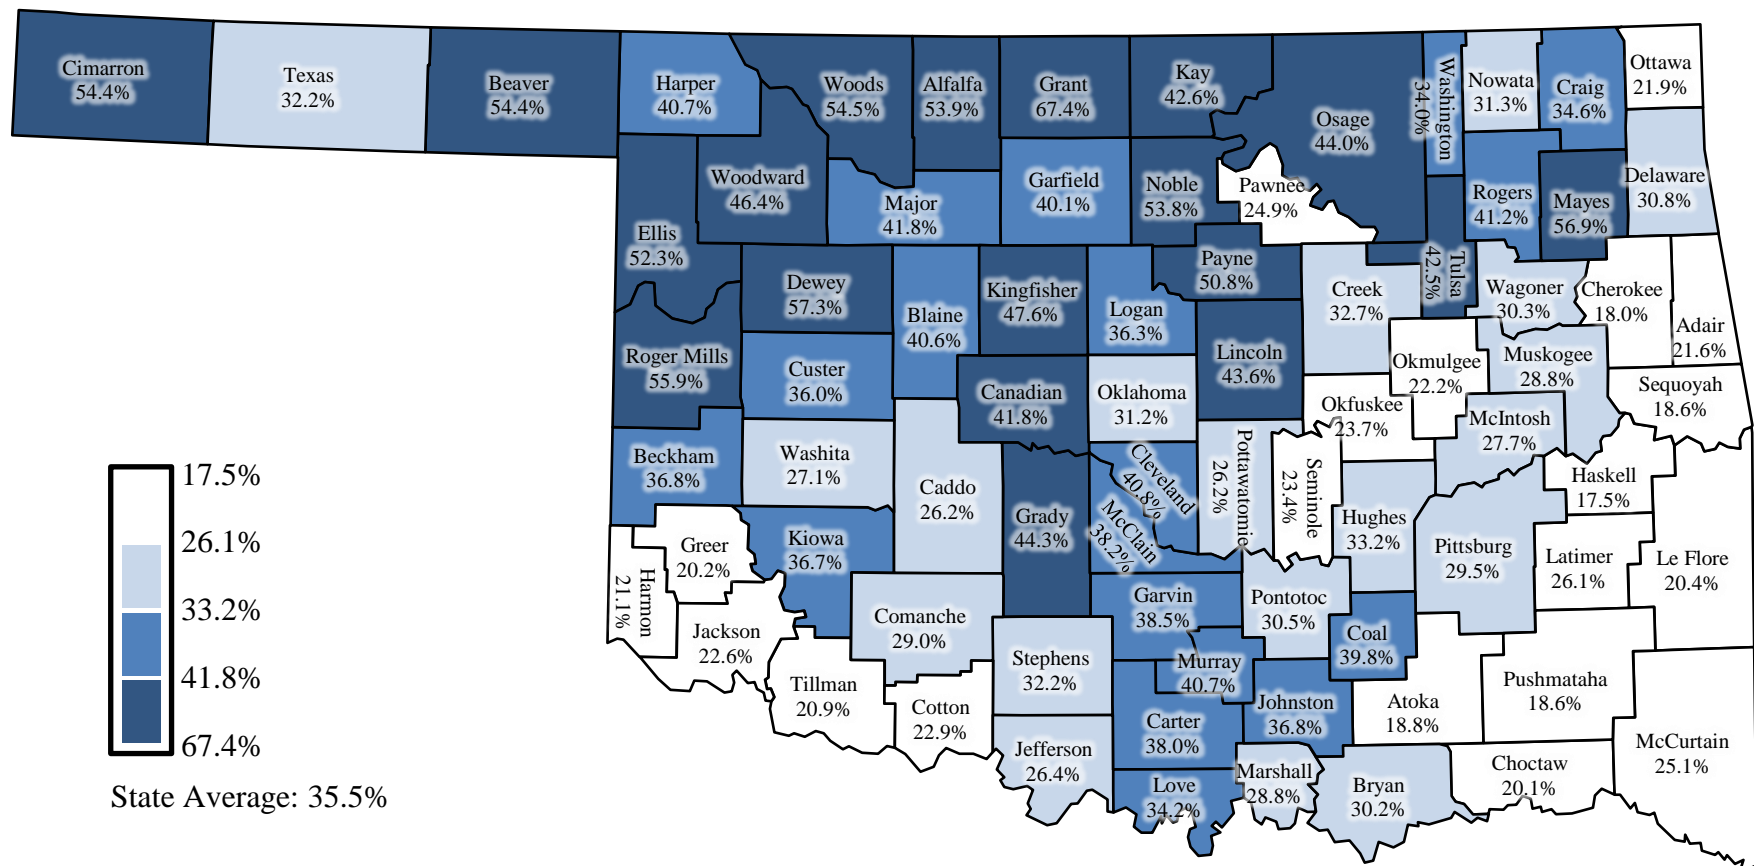 Cimarron
54.4%
Texas
32.2%
Beaver
54.4%
Harper
40.7%
Woods
54.5%
Alfalfa
53.9%
Grant
67.4%
Kay
42.6%
Osage
44.0%
Washington
34.0%
Nowata
31.3%
Craig
34.6%
Ottawa
21.9%
Woodward
46.4%
Major
41.8%
Garfield
40.1%
Noble
53.8%
Pawnee
24.9%
Rogers
41.2%
Mayes
56.9%
Delaware
30.8%
Ellis
52.3%
Dewey
57.3%
Blaine
40.6%
Kingfisher
47.6%
Logan
36.3%
Payne
50.8%
Creek
32.7%
Tulsa
42.5%
Wagoner
30.3%
Cherokee
18.0%
Adair
21.6%
Roger Mills
55.9%
Custer
36.0%
Canadian
41.8%
Oklahoma
31.2%
Lincoln
43.6%
Okmulgee
22.2%
Muskogee
28.8%
Sequoyah
18.6%
Okfuskee
23.7%
McIntosh
27.7%
Beckham
36.8%
Washita
27.1%
Caddo
26.2%
Grady
44.3%
Cleveland
40.8%
McClain
38.2%
Pottawatomie
26.2%
Seminole
23.4%
Hughes
33.2%
Pittsburg
29.5%
Haskell
17.5%
Latimer
26.1%
Le Flore
20.4%
Greer
20.2%
Kiowa
36.7%
Harmon
21.1%
Jackson
22.6%
Comanche
29.0%
Garvin
38.5%
Pontotoc
30.5%
Coal
39.8%
Stephens
32.2%
Murray
40.7%
Tillman
20.9%
Cotton
22.9%
Johnston
36.8%
Atoka
18.8%
Pushmataha
18.6%
Carter
38.0%
Jefferson
26.4%
Love
34.2%
Marshall
28.8%
Bryan
30.2%
Choctaw
20.1%
McCurtain
25.1%
17.5%
26.1%
33.2%
41.8%
67.4%
State Average: 35.5%